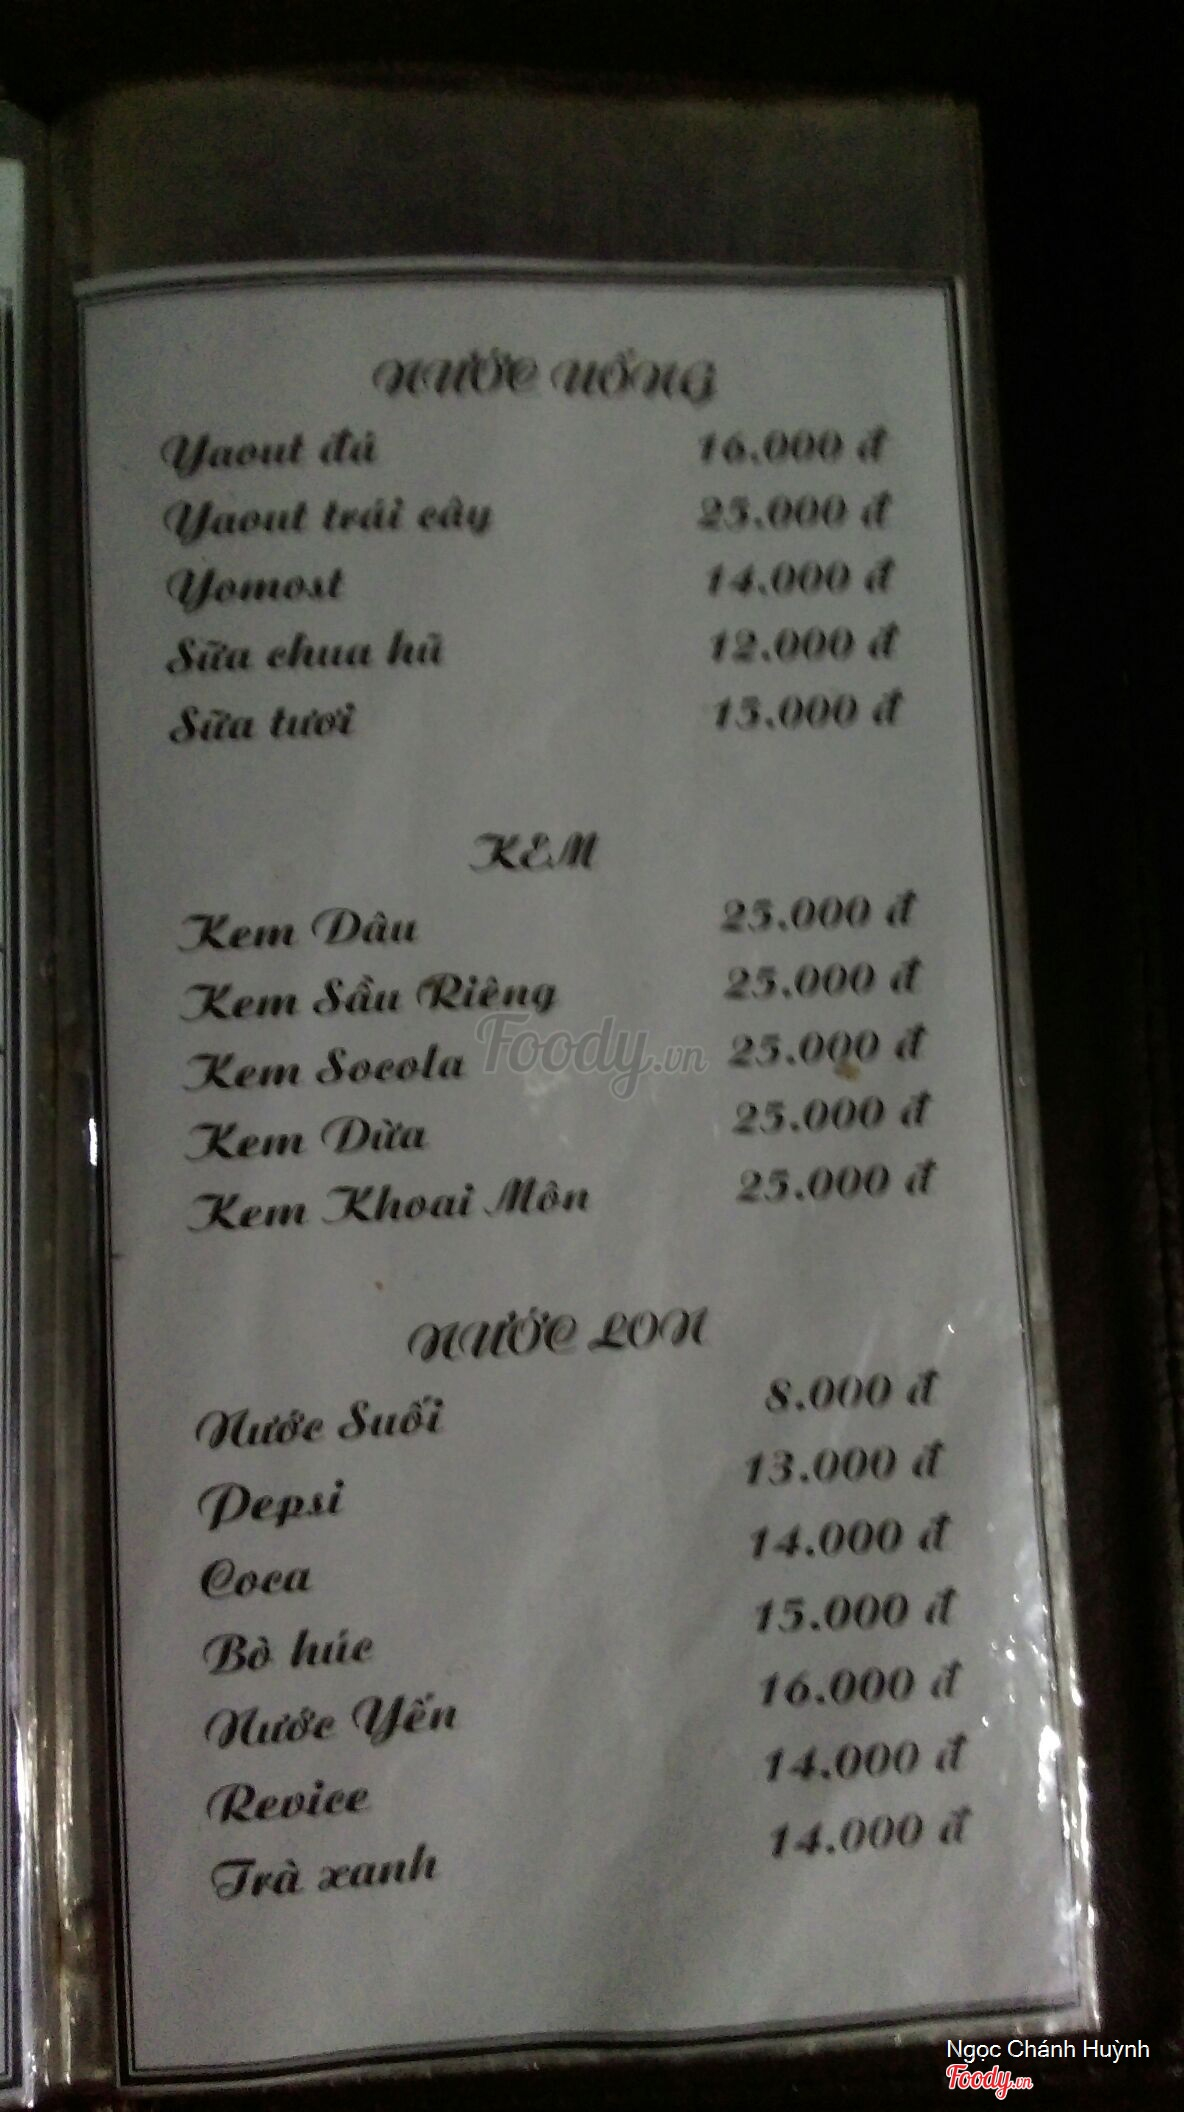 NƯỚC UỐNG
Yaout đá 16.000 đ
Yaout trái cây 25.000 đ
Yomost 14.000 đ
Sữa chua hũ 12.000 đ
Sữa tươi 15.000 đ
KEM
Kem Dâu 25.000 đ
Kem Sầu Riêng 25.000 đ
Kem Socola 25.000 đ
Kem Dừa 25.000 đ
Kem Khoai Môn 25.000 đ
Foody.vn
NƯỚC LON
Nước Suối 8.000 đ
Pepsi 13.000 đ
Coca 14.000 đ
Bò húc 15.000 đ
Nước Yến 16.000 đ
Revice 14.000 đ
Trà xanh 14.000 đ
Ngọc Chánh Huỳnh
Foody.vn